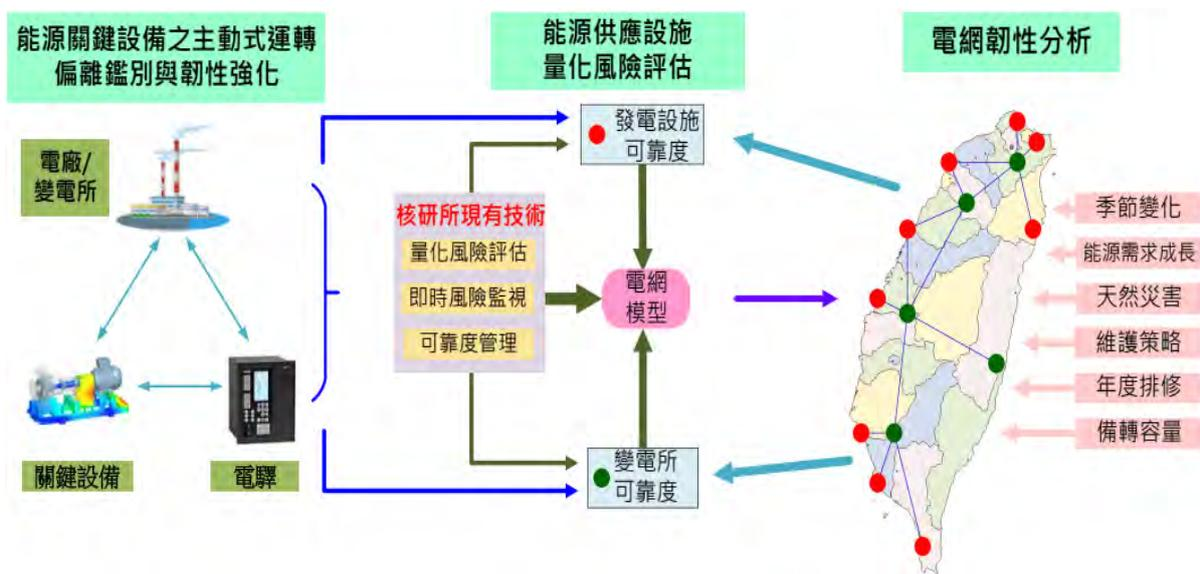 能源關鍵設備之主動式運轉
偏離鑑別與韌性強化
電廠/
變電所
關鍵設備
電驛
能源供應設施
量化風險評估
發電設施
可靠度
核研所現有技術
量化風險評估
即時風險監視
可靠度管理
電網
模型
變電所
可靠度
電網韌性分析
季節變化
能源需求成長
天然災害
維護策略
年度排修
備轉容量